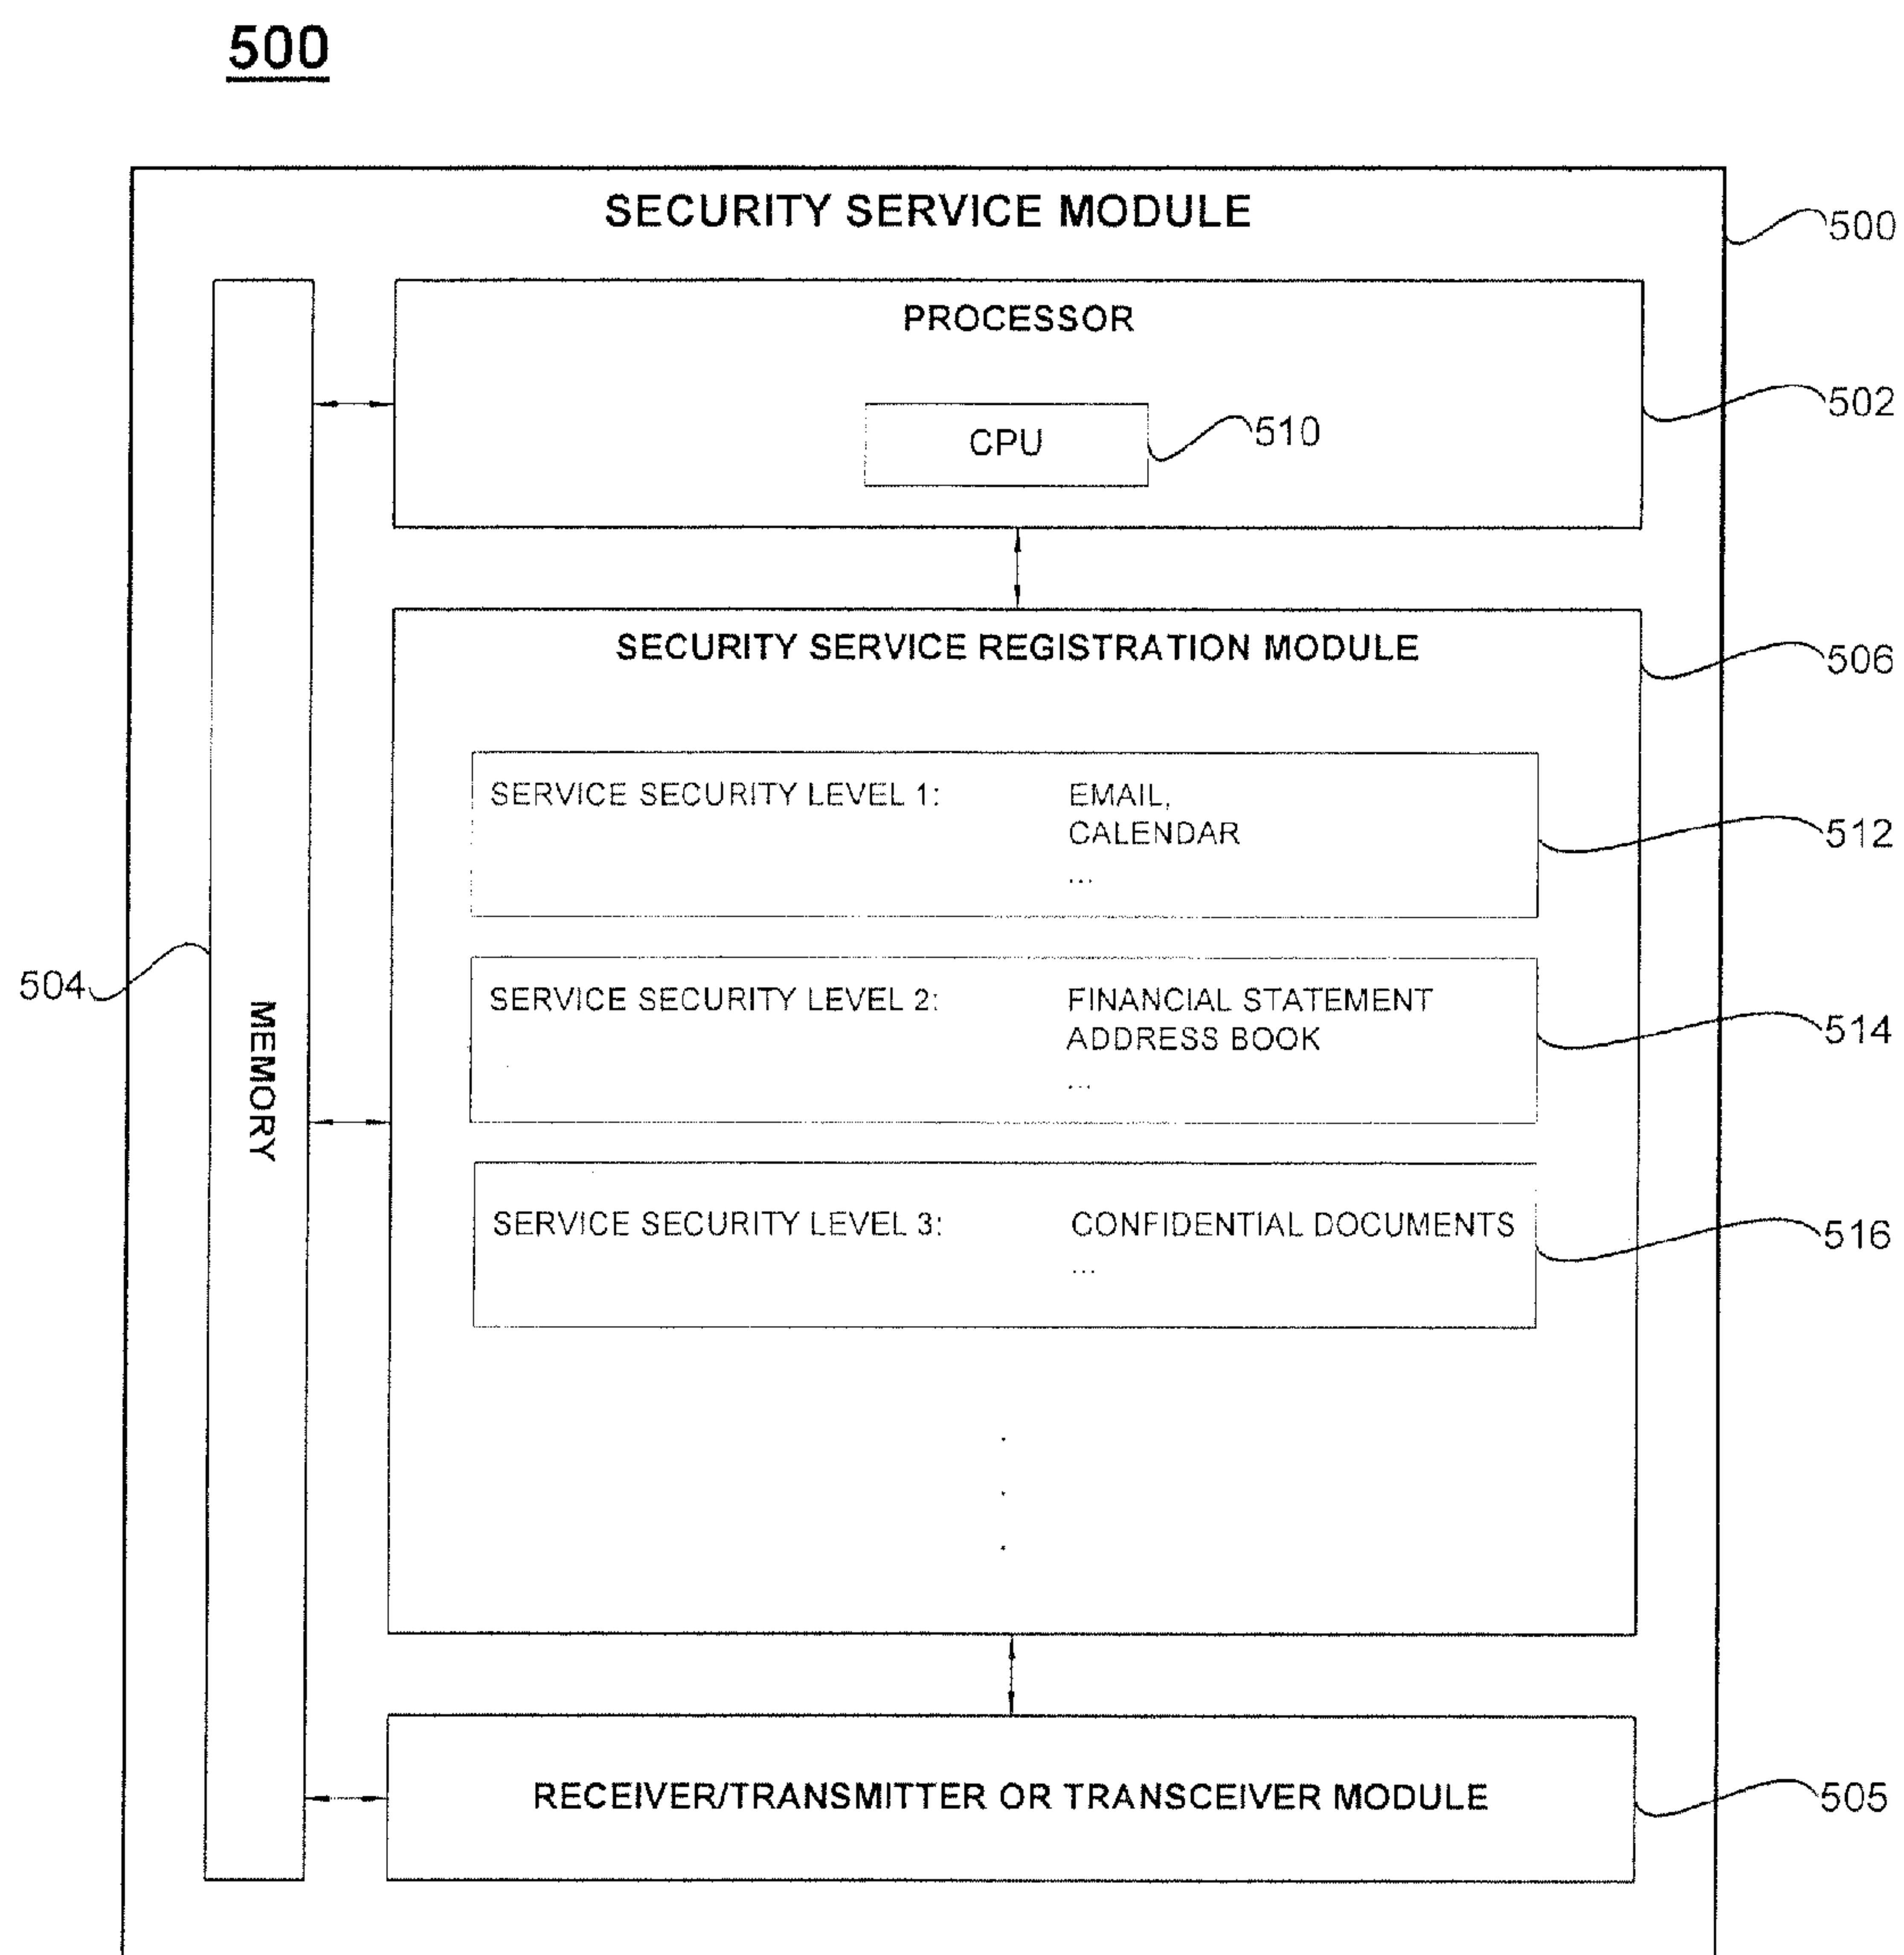 500
SECURITY SERVICE MODULE
500
PROCESSOR
502
CPU
510
SECURITY SERVICE REGISTRATION MODULE
506
SERVICE SECURITY LEVEL 1: EMAIL,
CALENDAR
...
512
504
MEMORY
SERVICE SECURITY LEVEL 2: FINANCIAL STATEMENT
ADDRESS BOOK
...
514
SERVICE SECURITY LEVEL 3: CONFIDENTIAL DOCUMENTS
...
516
.
.
.
RECEIVER/TRANSMITTER OR TRANSCEIVER MODULE
505